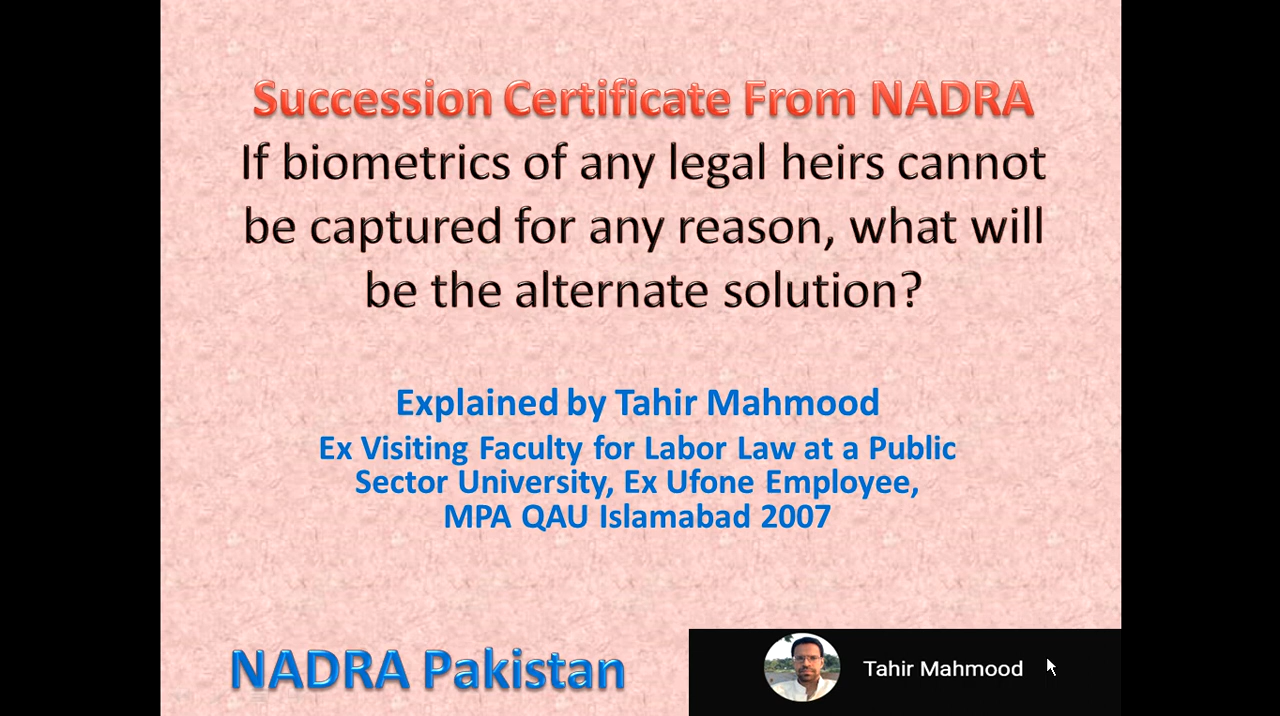 Succession Certificate From NADRA
If biometrics of any legal heirs cannot
be captured for any reason, what will
be the alternate solution?
Explained by Tahir Mahmood
Ex Visiting Faculty for Labor Law at a Public
Sector University, Ex Ufone Employee,
MPA QAU Islamabad 2007
NADRA Pakistan
Tahir Mahmood